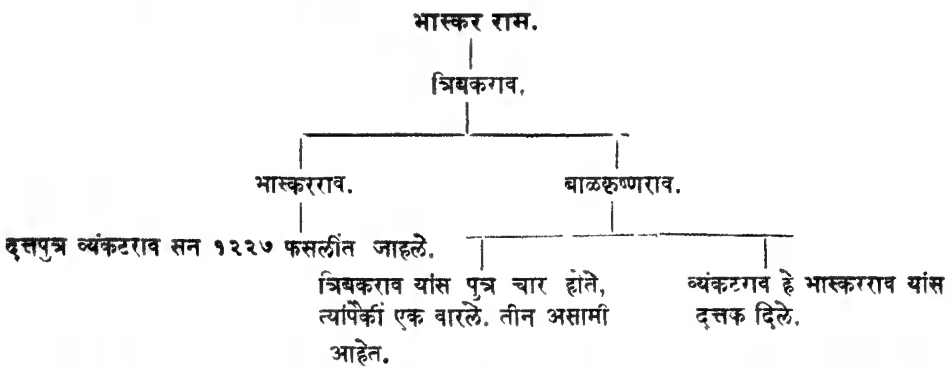 भास्कर राम.
त्रिबकराव.
भास्करराव.
बाळकृष्णराव.
दत्तपुत्र व्यंकटराव सन १२२७ फसलींत जाहले.
त्रिबकराव यांस पुत्र चार होते,
त्यांपैकीं एक वारले. तीन असामी
आहेत.
व्यंकटराव हे भास्करराव यांस
दत्तक दिले.